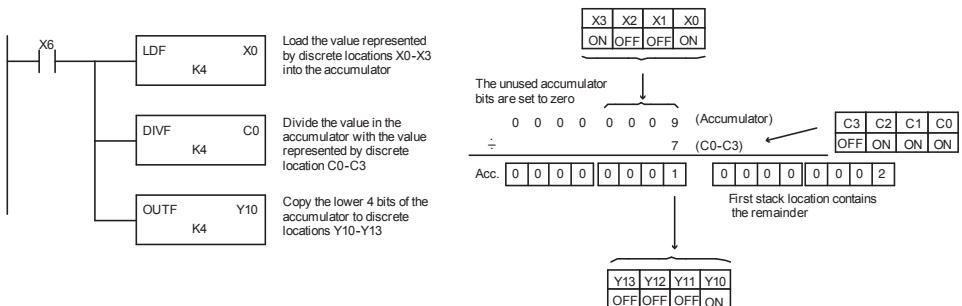 X6
LDF X0
K4
Load the value represented
by discrete locations X0-X3
into the accumulator
DIVF C0
K4
Divide the value in the
accumulator with the value
represented by discrete
location C0-C3
OUTF Y10
K4
Copy the lower 4 bits of the
accumulator to discrete
locations Y10-Y13
X3 X2 X1 X0
ON OFF OFF ON
The unused accumulator
bits are set to zero
0 0 0 0 0 0 0 9 (Accumulator)
÷ 7 (C0-C3)
C3 C2 C1 C0
OFF ON ON ON
Acc. 0 0 0 0 0 0 0 1 0 0 0 0 0 0 0 2
First stack location contains
the remainder
Y13 Y12 Y11 Y10
OFF OFF OFF ON